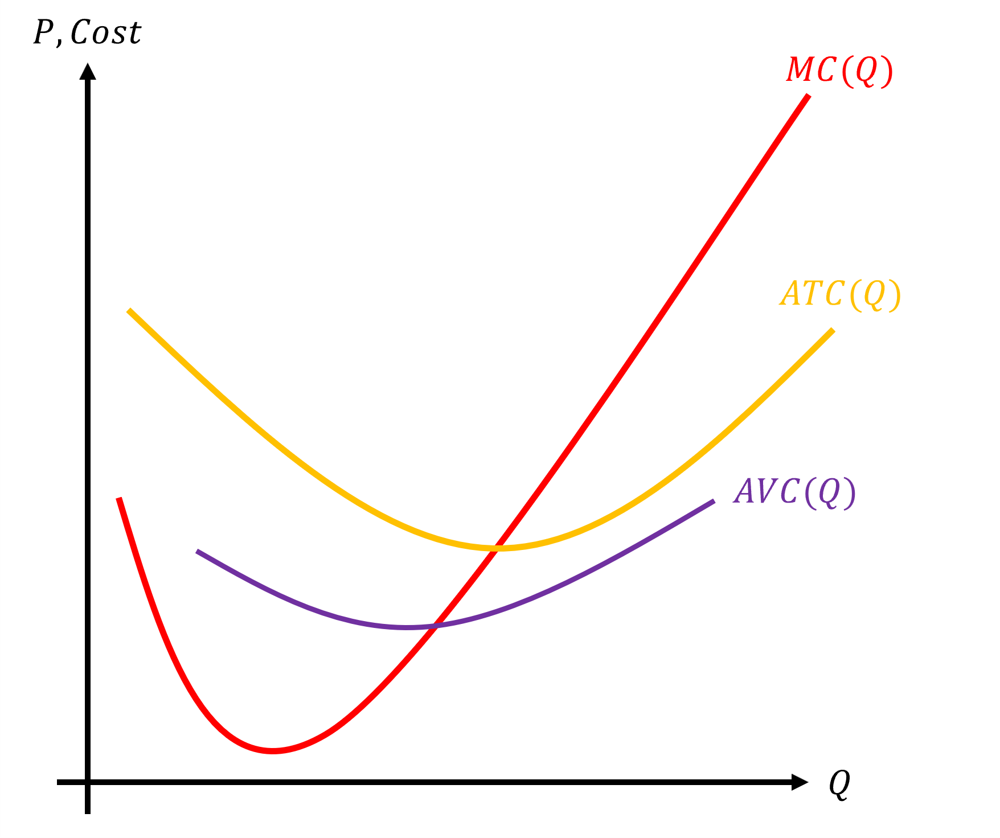 P, Cost
MC(Q)
ATC(Q)
AVC(Q)
Q